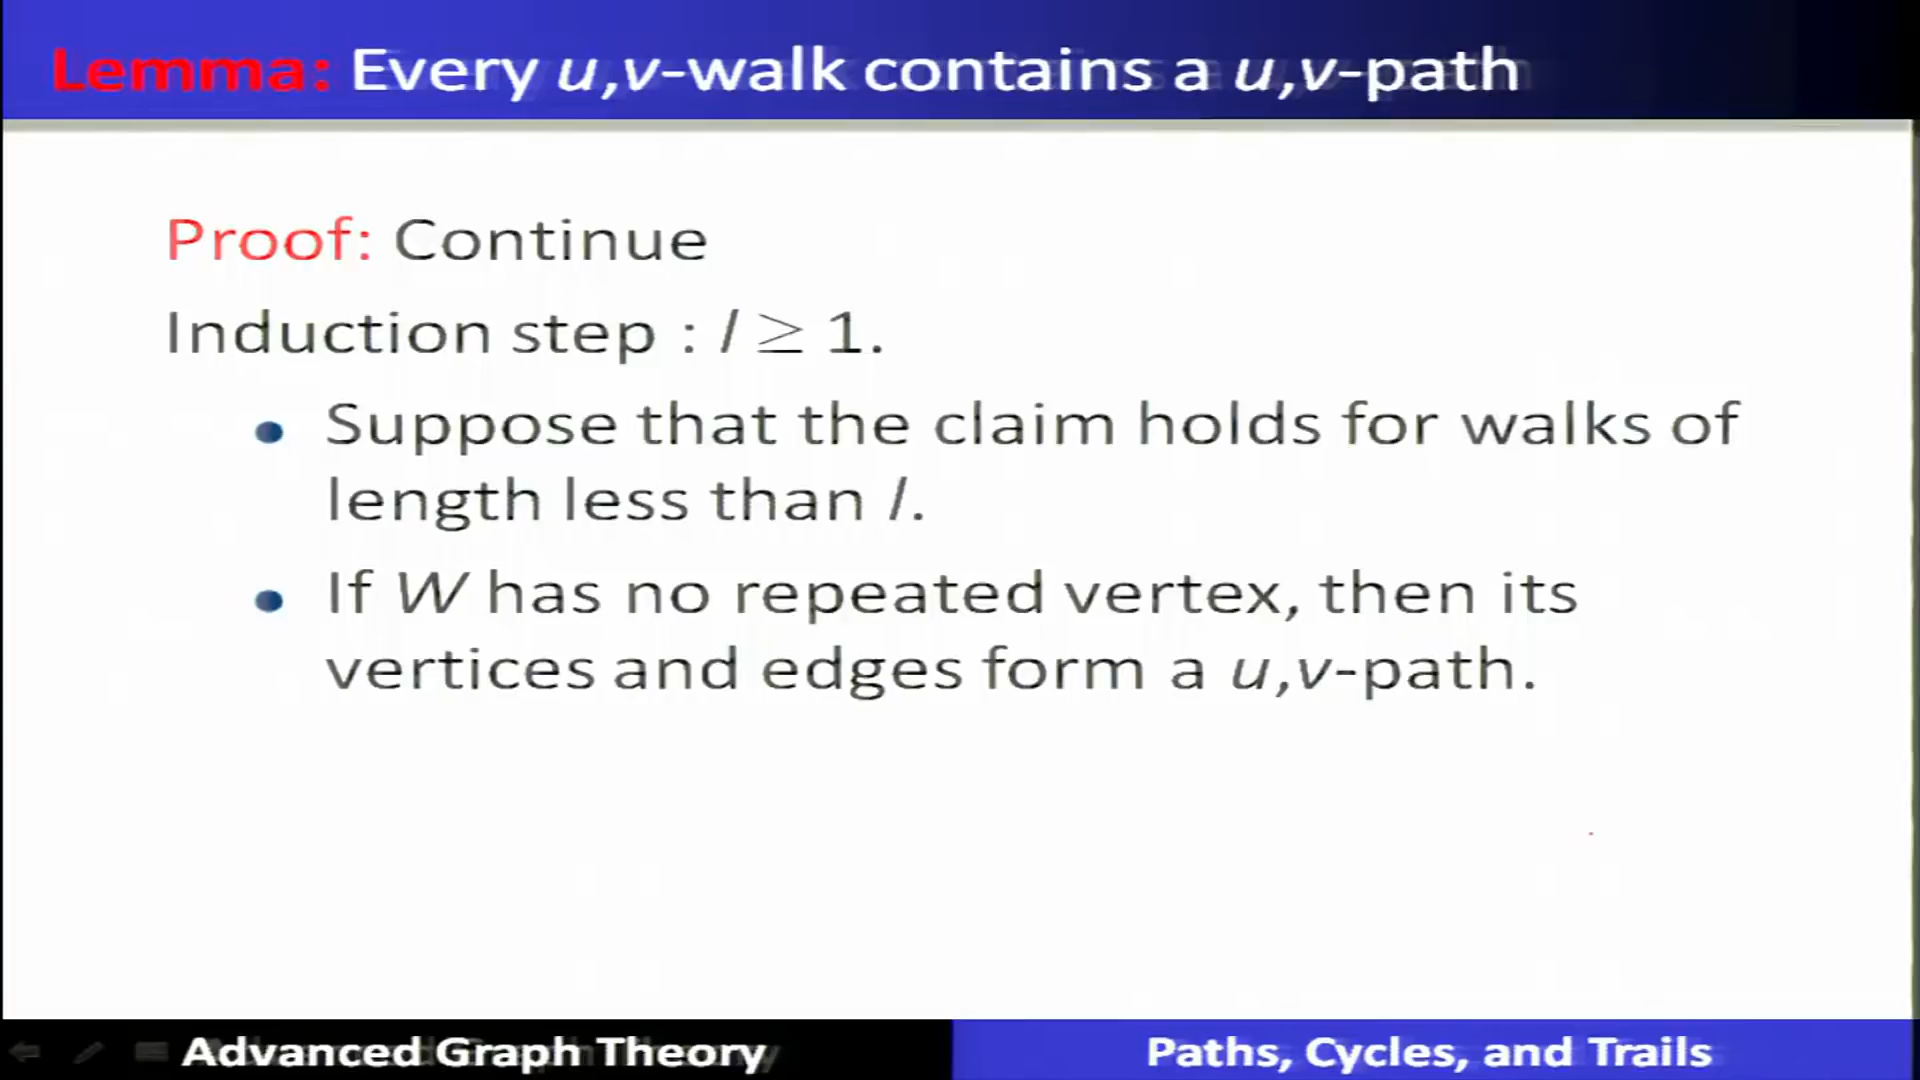 Lemma: Every u,v-walk contains a u,v-path
Proof: Continue
Induction step : l ≥ 1.
• Suppose that the claim holds for walks of
length less than l.
• If W has no repeated vertex, then its
vertices and edges form a u,v-path.
Advanced Graph Theory
Paths, Cycles, and Trails